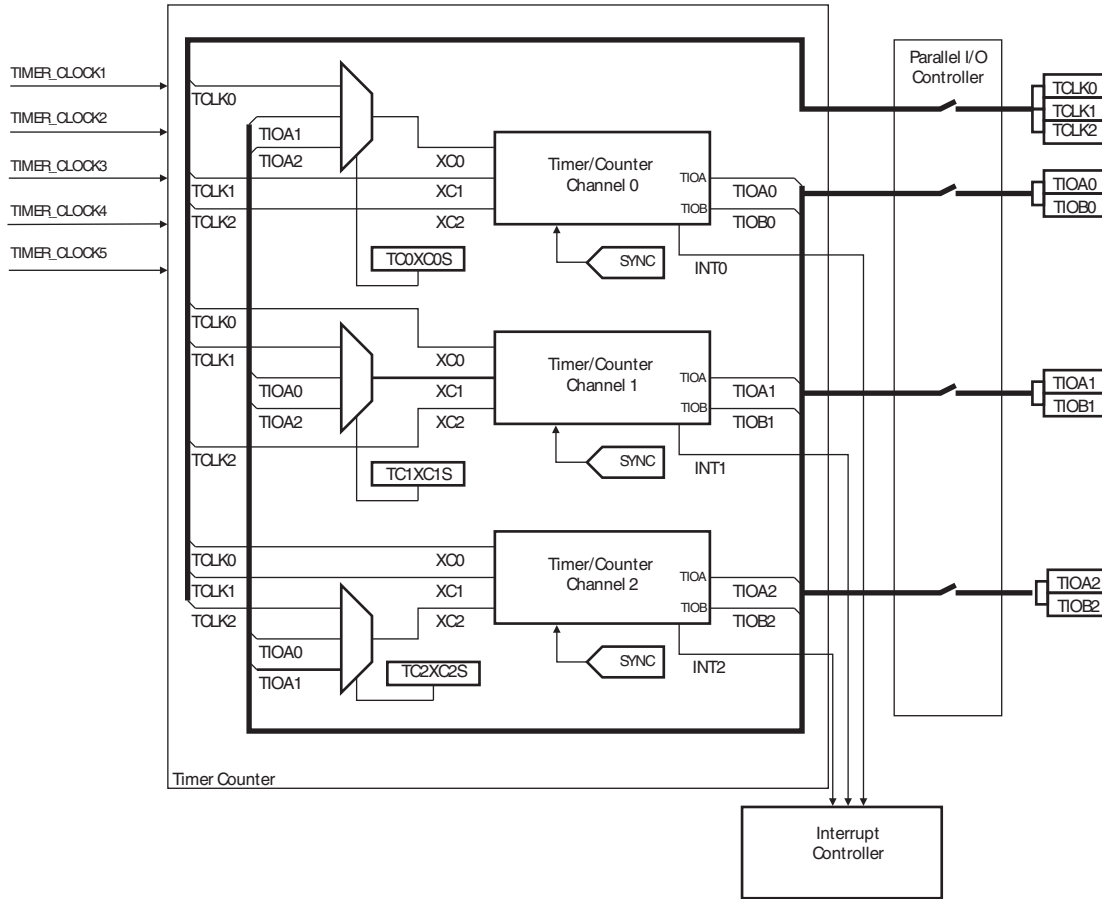 TIMER_CLOCK1
TIMER_CLOCK2
TIMER_CLOCK3
TIMER_CLOCK4
TIMER_CLOCK5
TCLK0
TIOA1
TIOA2
TCLK1
TCLK2
XC0
XC1
XC2
TC0XC0S
Timer/Counter
Channel 0
TIOA
TIOB
TIOA0
TIOB0
SYNC
INT0
TCLK0
TCLK1
TIOA0
TIOA2
TCLK2
XC0
XC1
XC2
TC1XC1S
Timer/Counter
Channel 1
TIOA
TIOB
TIOA1
TIOB1
SYNC
INT1
TCLK0
TCLK1
TCLK2
TIOA0
TIOA1
XC0
XC1
XC2
TC2XC2S
Timer/Counter
Channel 2
TIOA
TIOB
TIOA2
TIOB2
SYNC
INT2
Timer Counter
Parallel I/O
Controller
TCLK0
TCLK1
TCLK2
TIOA0
TIOB0
TIOA1
TIOB1
TIOA2
TIOB2
Interrupt
Controller